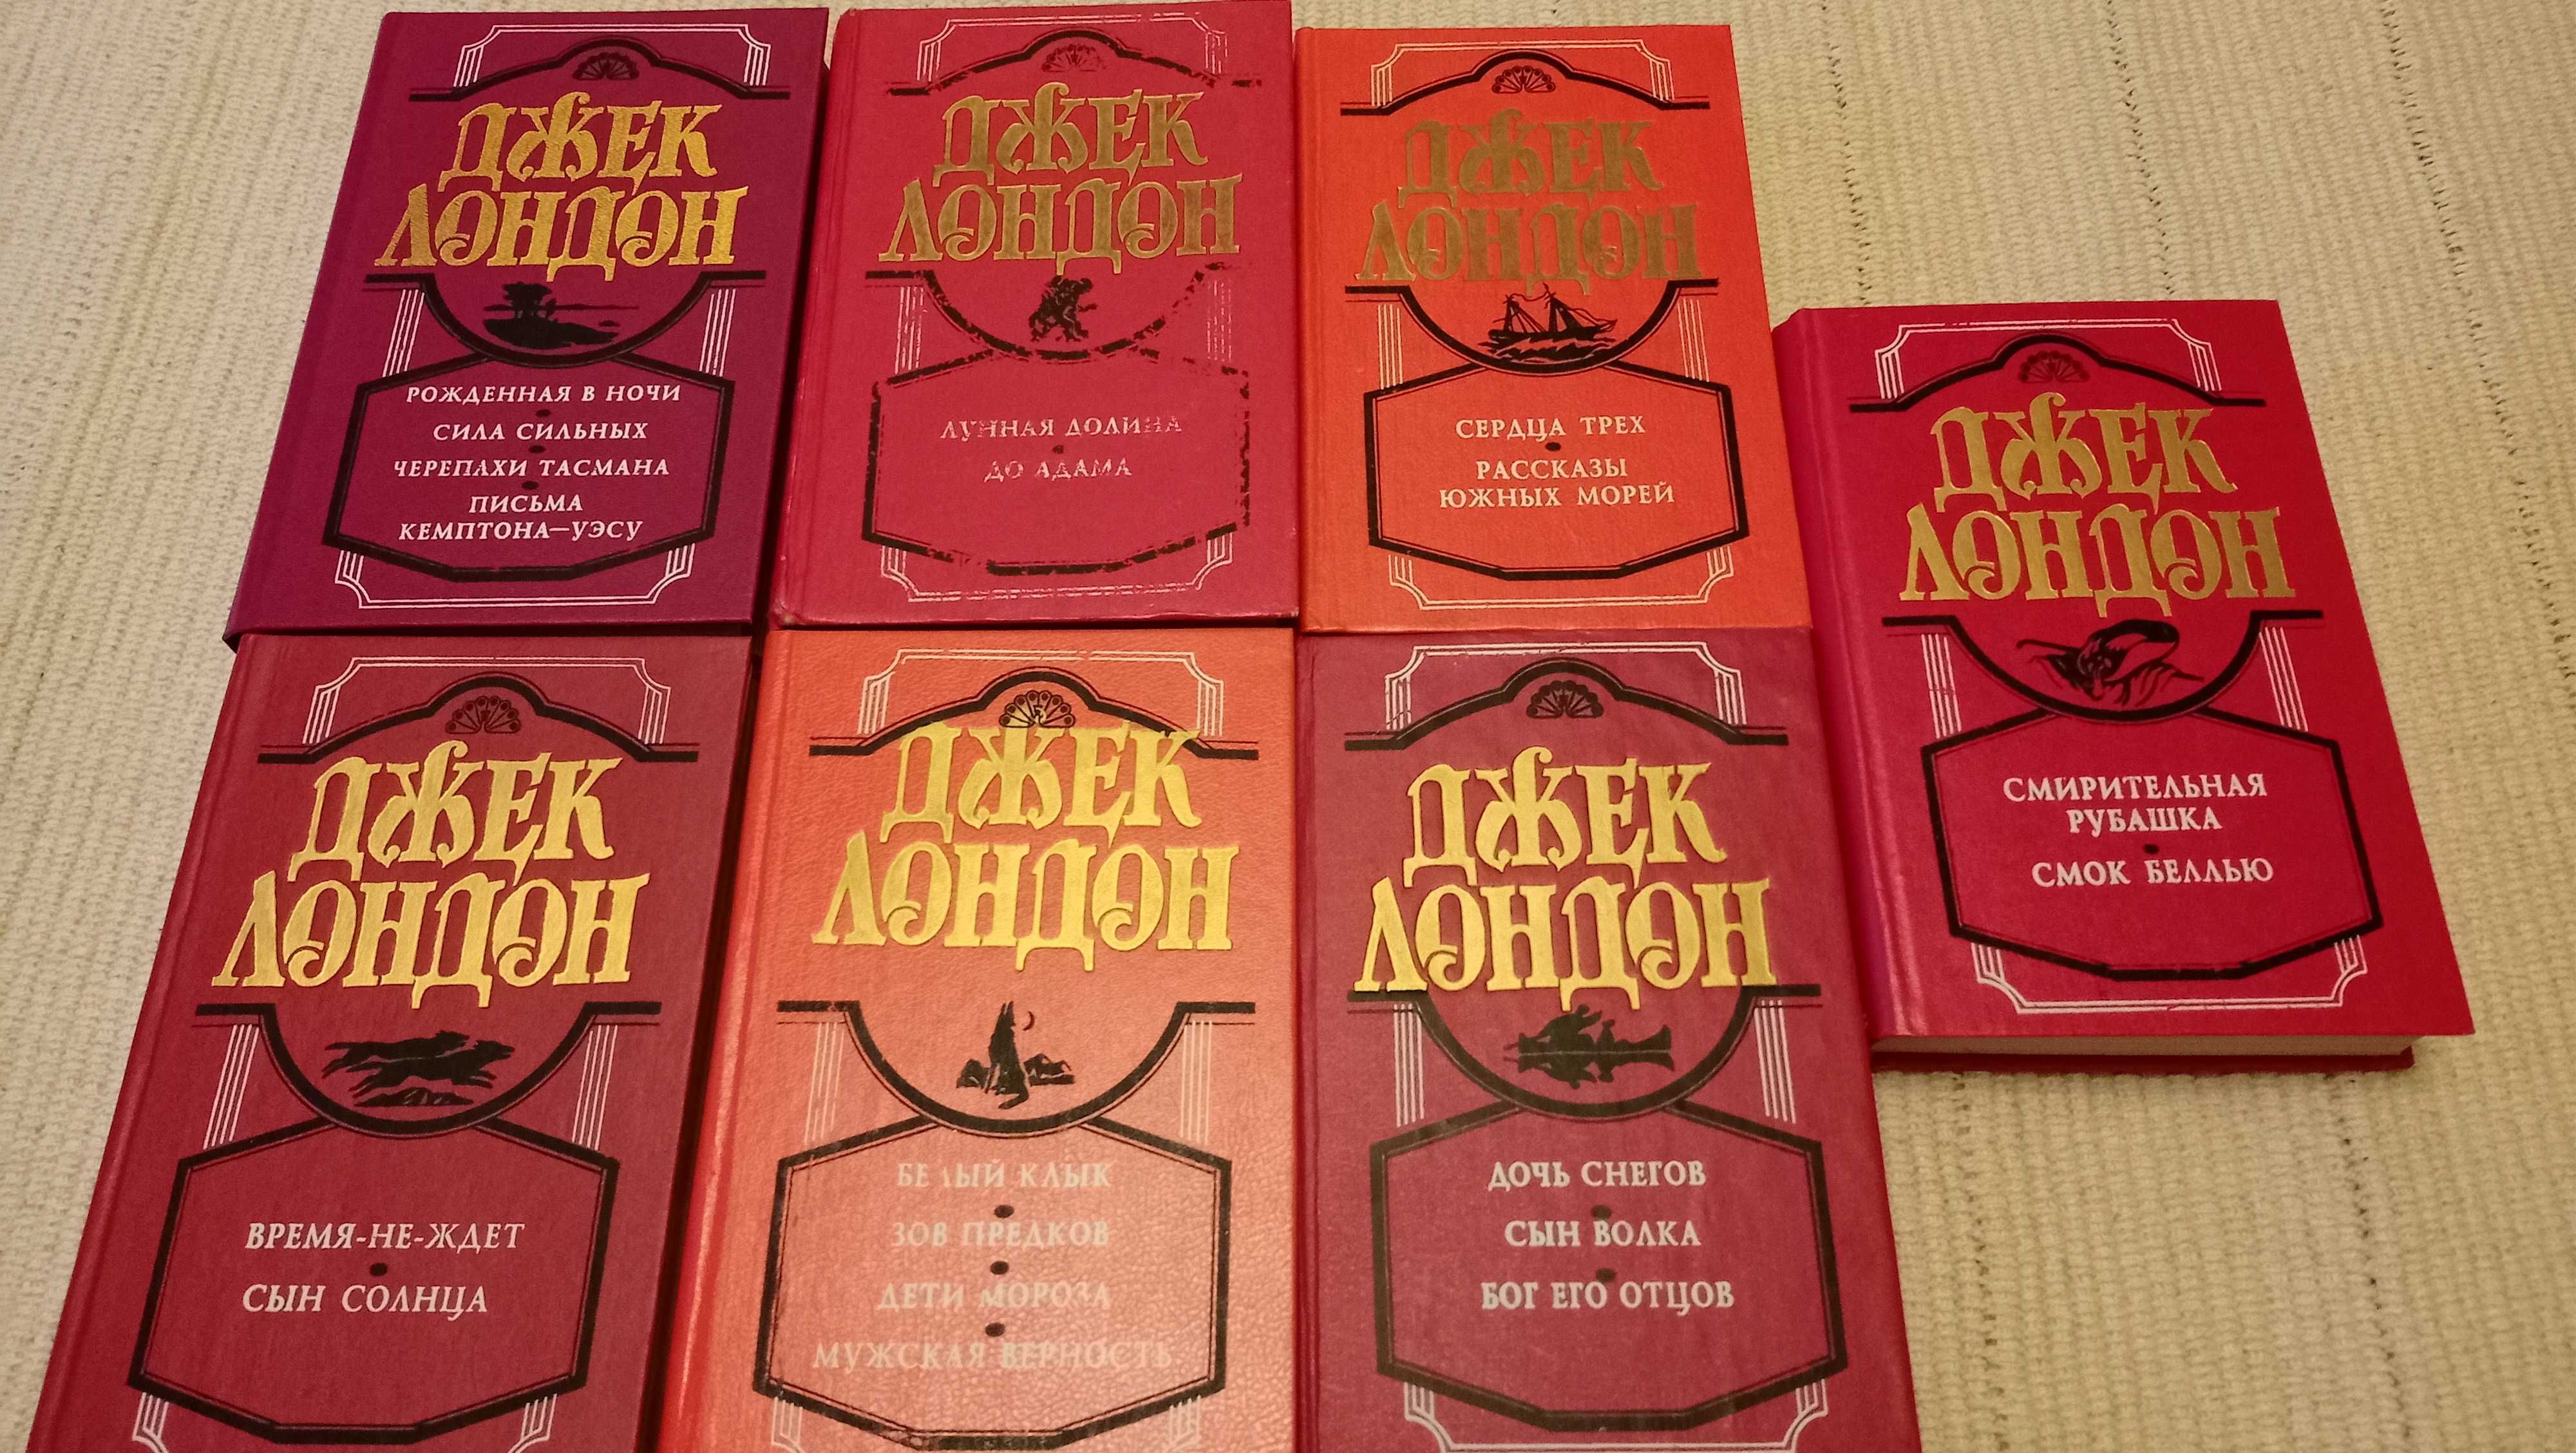 ДЖЕК
ЛОНДОН
РОЖДЕННАЯ В НОЧИ
СИЛА СИЛЬНЫХ
ЧЕРЕПАХИ ТАСМАНА
ПИСЬМА
КЕМПТОНА—УЭСУ
ДЖЕК
ЛОНДОН
ЛУННАЯ ДОЛИНА
ДО АДАМА
ДЖЕК
ЛОНДОН
СЕРДЦА ТРЕХ
РАССКАЗЫ
ЮЖНЫХ МОРЕЙ
ДЖЕК
ЛОНДОН
СМИРИТЕЛЬНАЯ
РУБАШКА
СМОК БЕЛЛЬЮ
ДЖЕК
ЛОНДОН
ВРЕМЯ-НЕ-ЖДЕТ
СЫН СОЛНЦА
ДЖЕК
ЛОНДОН
БЕЛЫЙ КЛЫК
ЗОВ ПРЕДКОВ
ДЕТИ МОРОЗА
МУЖСКАЯ ВЕРНОСТЬ
ДЖЕК
ЛОНДОН
ДОЧЬ СНЕГОВ
СЫН ВОЛКА
БОГ ЕГО ОТЦОВ